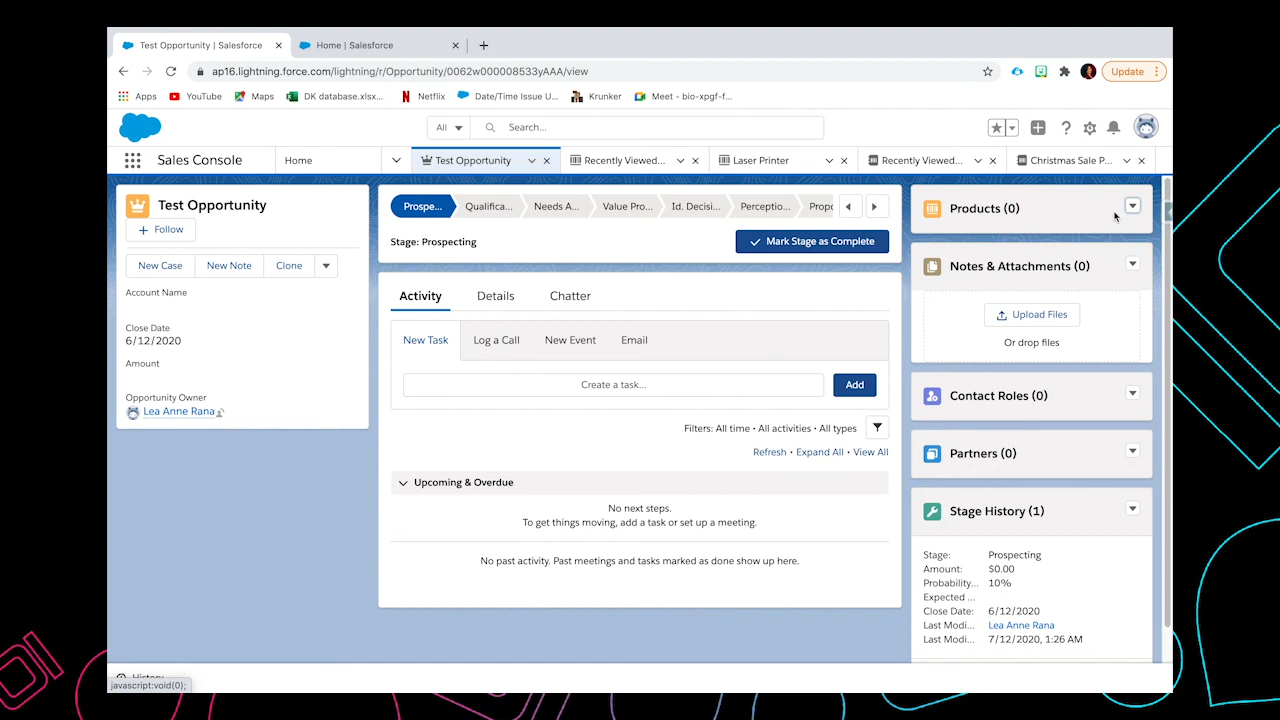 Test Opportunity | Salesforce
Home | Salesforce
ap16.lightning.force.com/lightning/r/Opportunity/0062w000008533yAAA/view
Update
Apps
YouTube
Maps
DK database.xlsx...
Netflix
Date/Time Issue U...
Krunker
Meet - bio-xpgf-f...
All
Search...
Sales Console
Home
Test Opportunity
Recently Viewed...
Laser Printer
Recently Viewed...
Christmas Sale P...
Test Opportunity
Follow
New Case
New Note
Clone
Account Name
Close Date
6/12/2020
Amount
Opportunity Owner
Lea Anne Rana
Prospe...
Qualifica...
Needs A...
Value Pro...
Id. Decisi...
Perceptio...
Propo
Stage: Prospecting
Mark Stage as Complete
Activity
Details
Chatter
New Task
Log a Call
New Event
Email
Create a task...
Add
Filters: All time • All activities • All types
Refresh • Expand All • View All
Upcoming & Overdue
No next steps.
To get things moving, add a task or set up a meeting.
No past activity. Past meetings and tasks marked as done show up here.
Products (0)
Notes & Attachments (0)
Upload Files
Or drop files
Contact Roles (0)
Partners (0)
Stage History (1)
Stage: Prospecting
Amount: $0.00
Probability... 10%
Expected ...
Close Date: 6/12/2020
Last Modi... Lea Anne Rana
Last Modi... 7/12/2020, 1:26 AM
History
javascript:void(0);